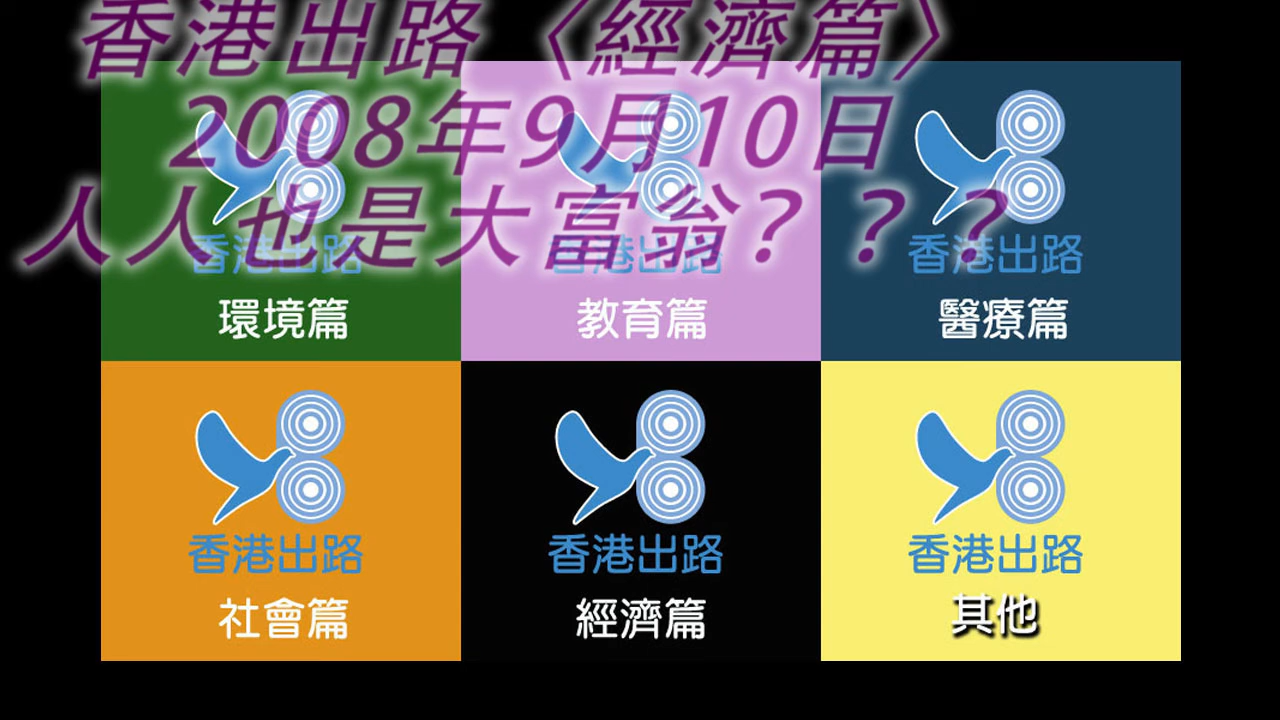 香港出路〈經濟篇〉
2008年9月10日
人人也是大富翁？？？
香港出路
香港出路
香港出路
環境篇
教育篇
醫療篇
香港出路
香港出路
香港出路
社會篇
經濟篇
其他